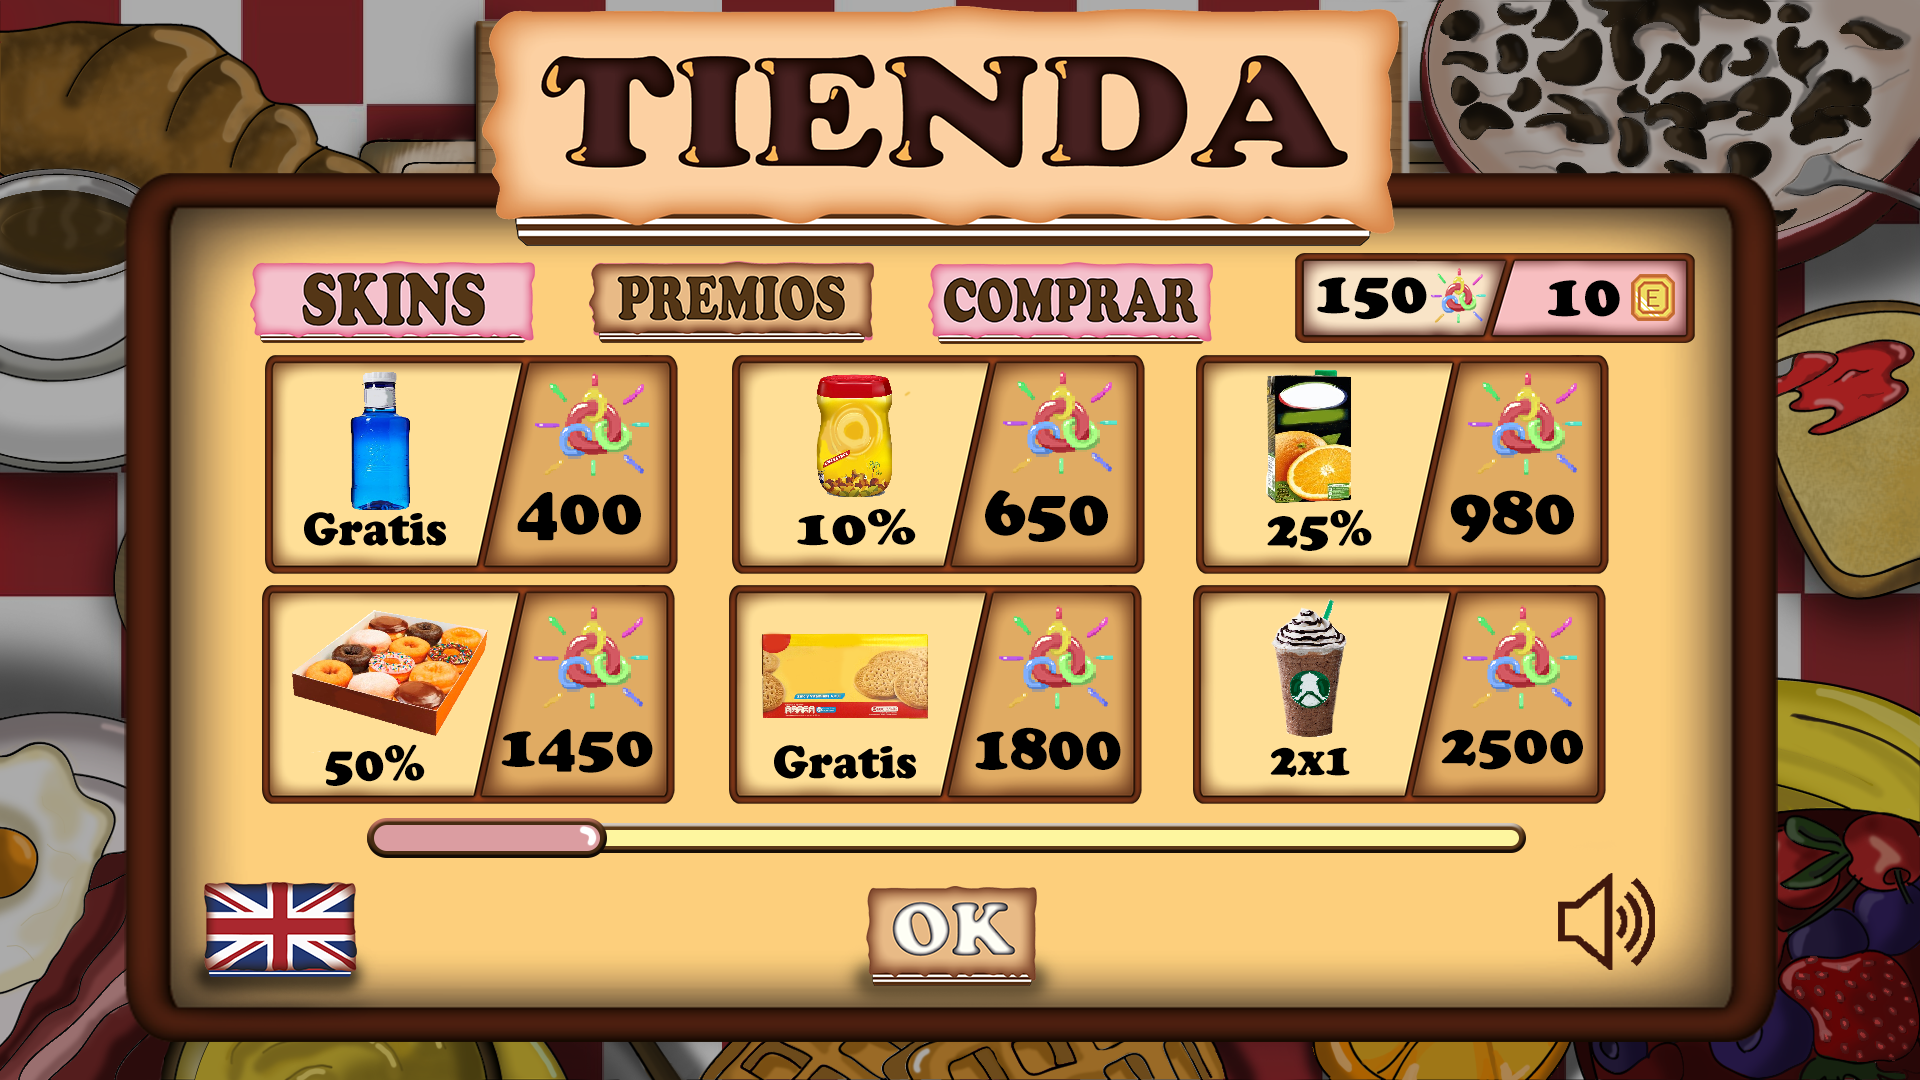 TIENDA
SKINS
PREMIOS
COMPRAR
150
10
E
Gratis
400
10%
650
25%
980
50%
1450
Gratis
1800
2x1
2500
OK